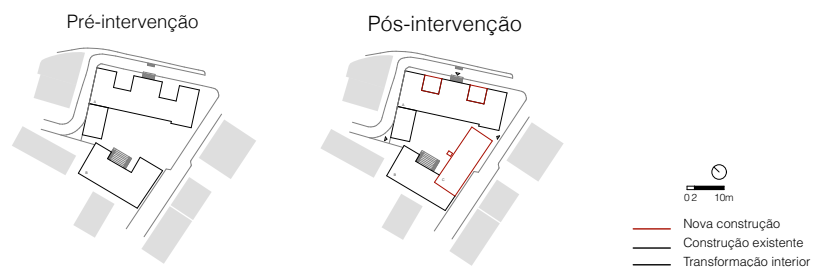 Pré-intervenção
Pós-intervenção
0 2 10m
Nova construção
Construção existente
Transformação interior